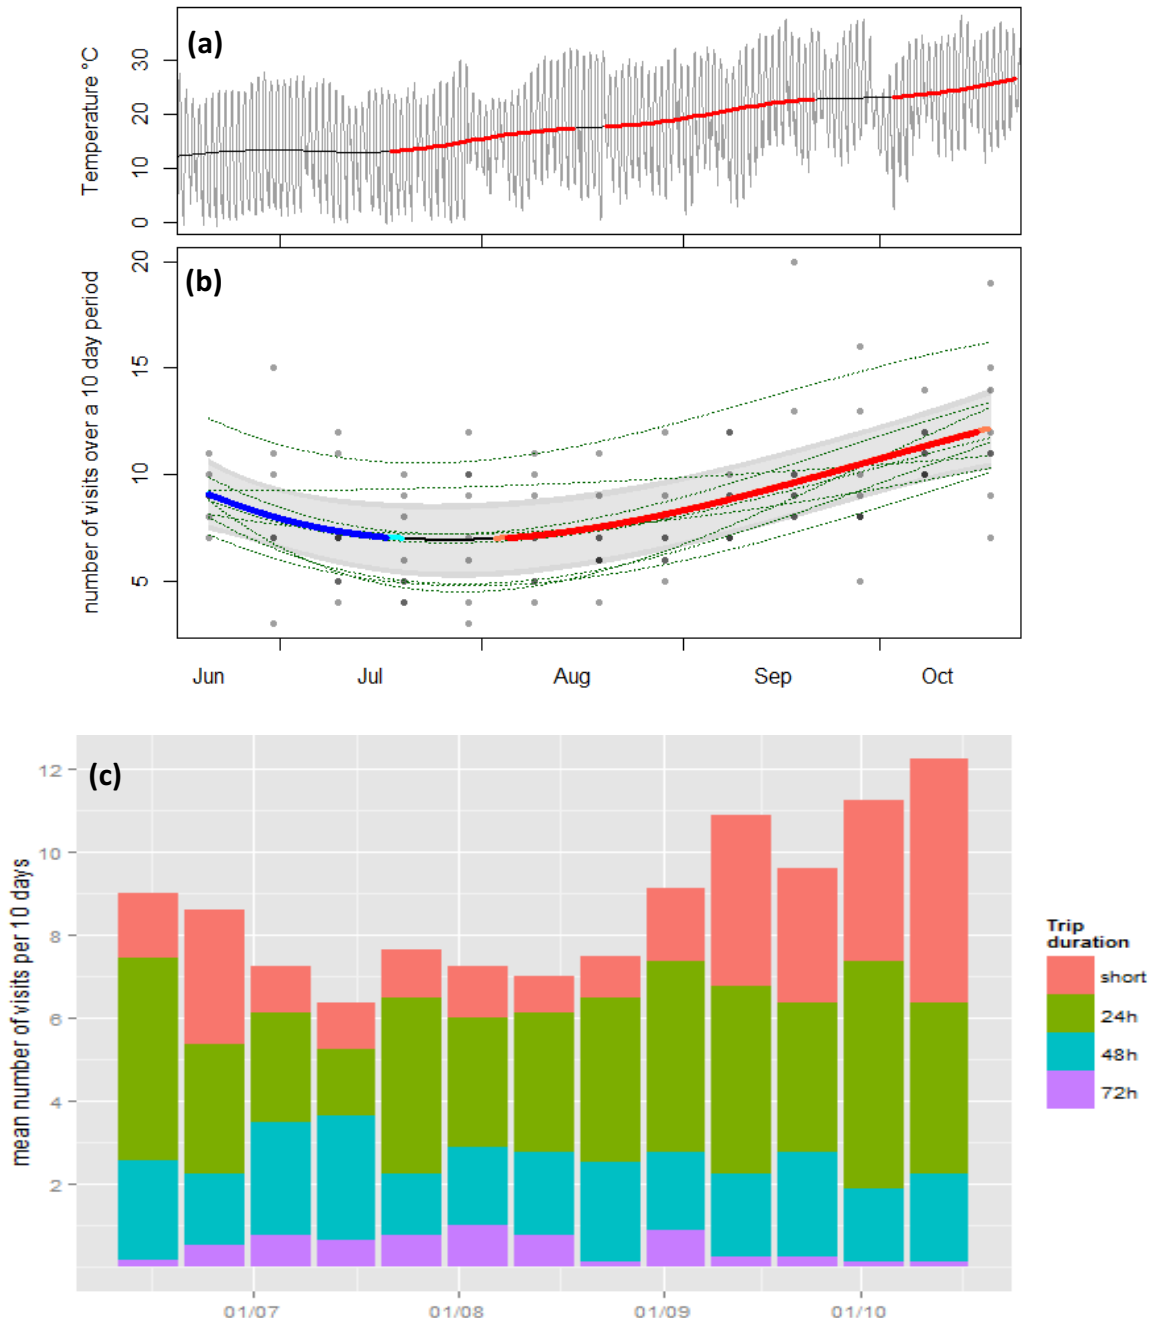 (a)
Temperature °C
30
20
10
0
(b)
number of visits over a 10 day period
20
15
10
5
Jun Jul Aug Sep Oct
(c)
mean number of visits per 10 days
12
10
8
6
4
2
01/07 01/08 01/09 01/10
Trip
duration
short
24h
48h
72h